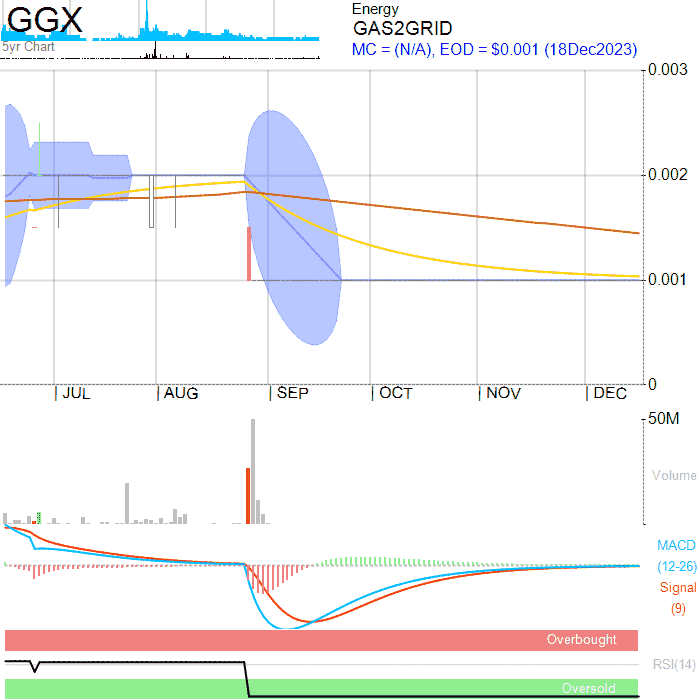 GGX
5yr Chart
Energy
GAS2GRID
MC = (N/A), EOD = $0.001 (18Dec2023)
0.003
0.002
0.001
0
JUL AUG SEP OCT NOV DEC
50M
Volume
MACD
(12-26)
Signal
(9)
Overbought
RSI(14)
Oversold